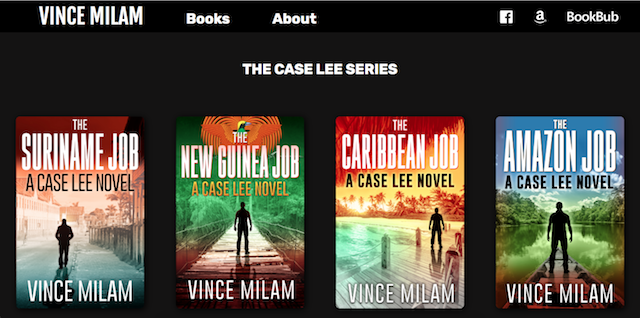 VINCE MILAM
Books
About
BookBub
THE CASE LEE SERIES
THE
SURINAME JOB
A CASE LEE NOVEL
VINCE MILAM
THE
NEW GUINEA JOB
A CASE LEE NOVEL
VINCE MILAM
THE
CARIBBEAN JOB
A CASE LEE NOVEL
VINCE MILAM
THE
AMAZON JOB
A CASE LEE NOVEL
VINCE MILAM